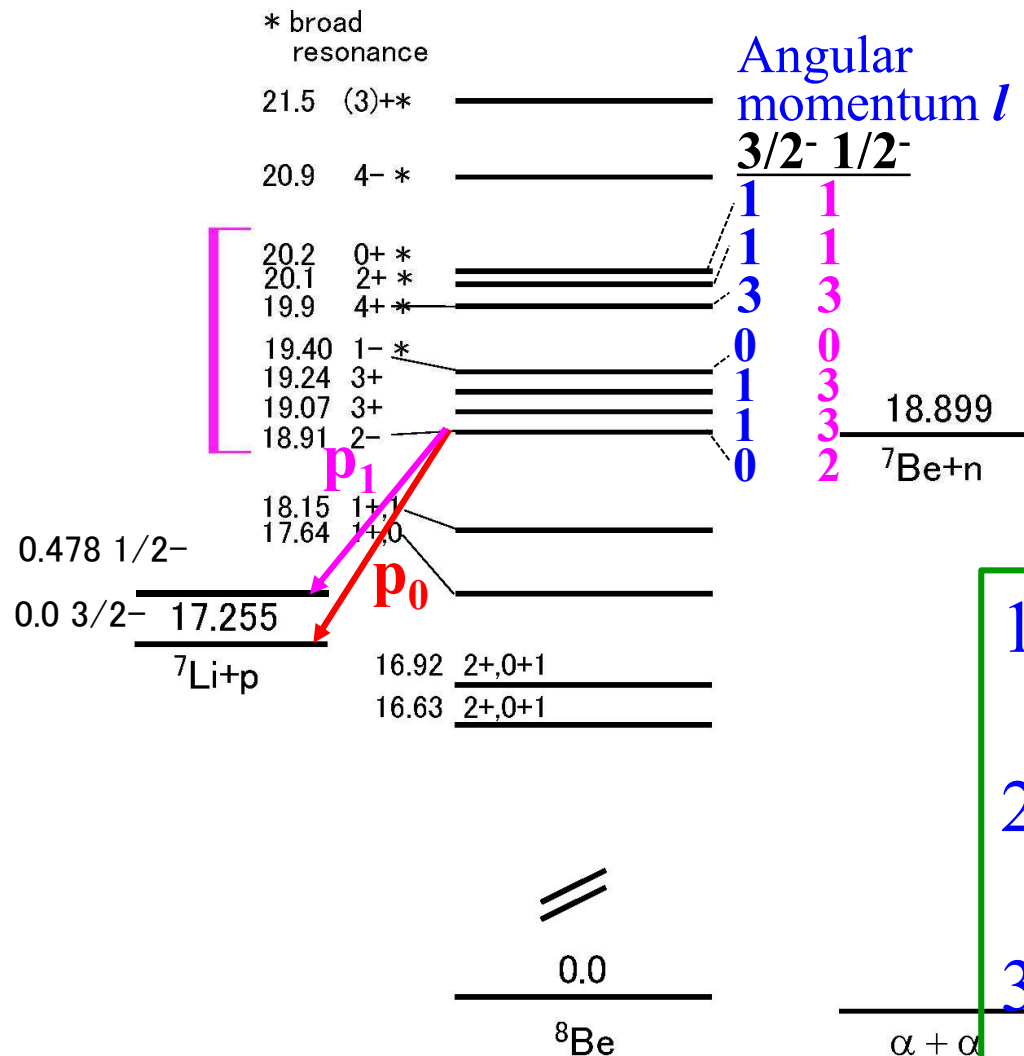 * broad
resonance
Angular
momentum l
3/2⁻ 1/2⁻
21.5 (3)+*
20.9 4− *
1 1
20.2 0+ *
1 1
20.1 2+ *
19.9 4+ *
3 3
19.40 1− *
0 0
19.24 3+
1 3
19.07 3+
1 3
18.91 2−
0 2
18.899
⁷Be+n
p₁
18.15 1+,1
17.64 1+,0
p₀
0.478 1/2−
0.0 3/2− 17.255
⁷Li+p
16.92 2+,0+1
16.63 2+,0+1
1
2
3
0.0
⁸Be
α + α